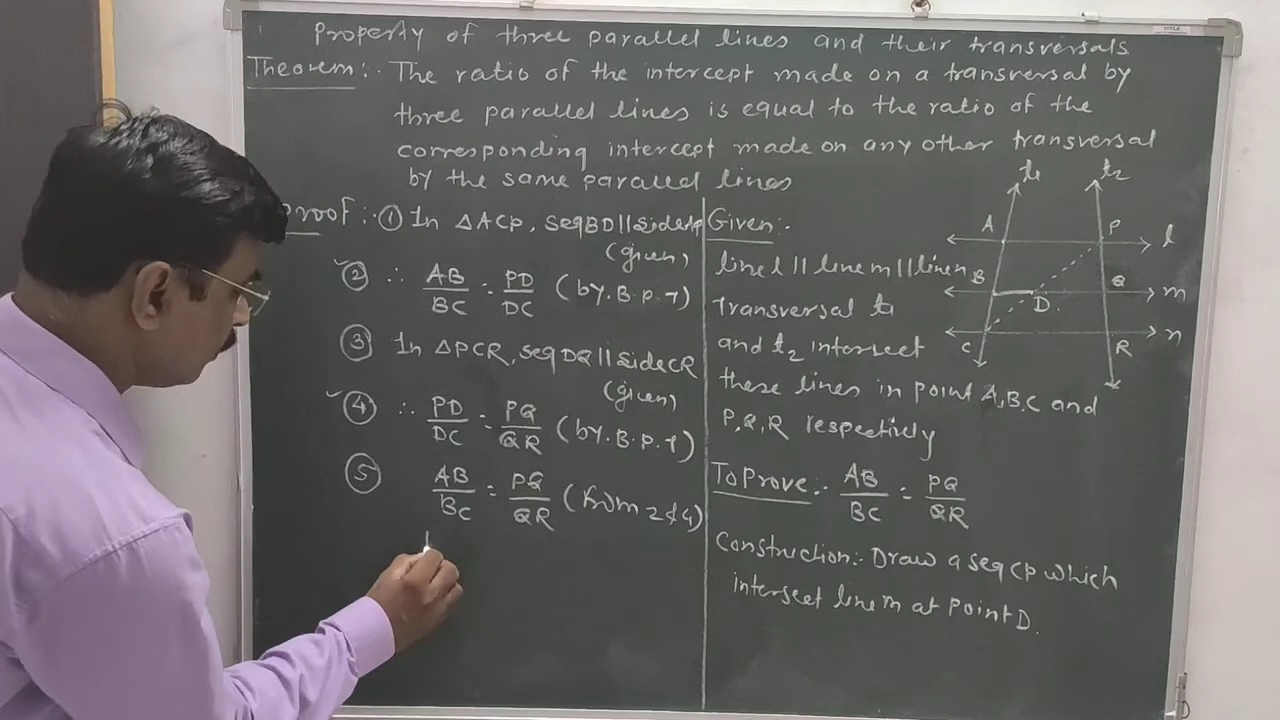 Property of three parallel lines and their transversals
Theorem:- The ratio of the intercept made on a transversal by
three parallel lines is equal to the ratio of the
corresponding intercept made on any other transversal
by the same parallel lines
proof:- ① In △ACP, seg BD || side AP
(given)
② ∴ AB/BC = PD/DC (by. B.P.T)
③ In △PCR, seg DQ || side CR
(given)
④ ∴ PD/DC = PQ/QR (by. B.P.T)
⑤ AB/BC = PQ/QR (from 2 & 4)
Given:-
line l || line m || line n
Transversal t1
and t2 intersect
these lines in point A,B,C and
P,Q,R respectively
To Prove:- AB/BC = PQ/QR
Construction:- Draw a seg CP which
intersect line m at point D.
t1 t2
A P l
B D. Q m
C R n